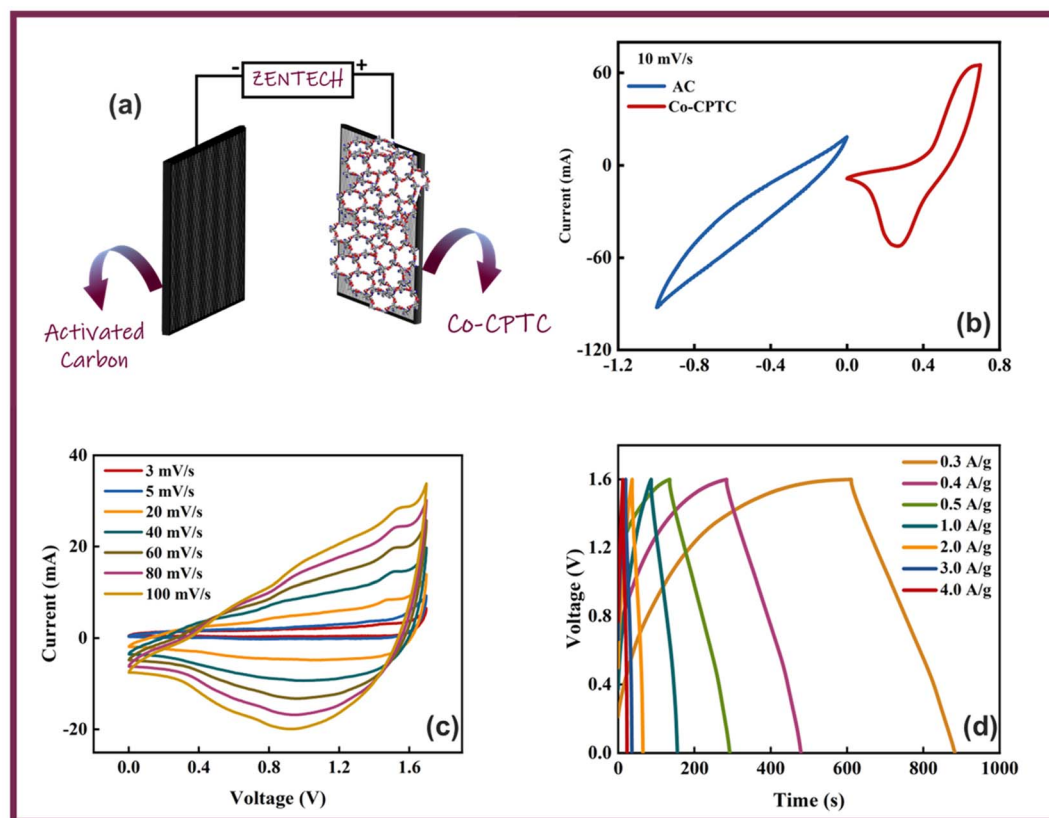 (a)
- ZENTECH +
Activated
Carbon
Co-CPTC
10 mV/s
AC
Co-CPTC
60
0
-60
-120
-1.2 -0.8 -0.4 0.0 0.4 0.8
Current (mA)
(b)
3 mV/s
5 mV/s
20 mV/s
40 mV/s
60 mV/s
80 mV/s
100 mV/s
40
20
0
-20
0.0 0.4 0.8 1.2 1.6
Current (mA)
Voltage (V)
(c)
0.3 A/g
0.4 A/g
0.5 A/g
1.0 A/g
2.0 A/g
3.0 A/g
4.0 A/g
1.6
1.2
0.8
0.4
0.0
0 200 400 600 800 1000
Voltage (V)
Time (s)
(d)